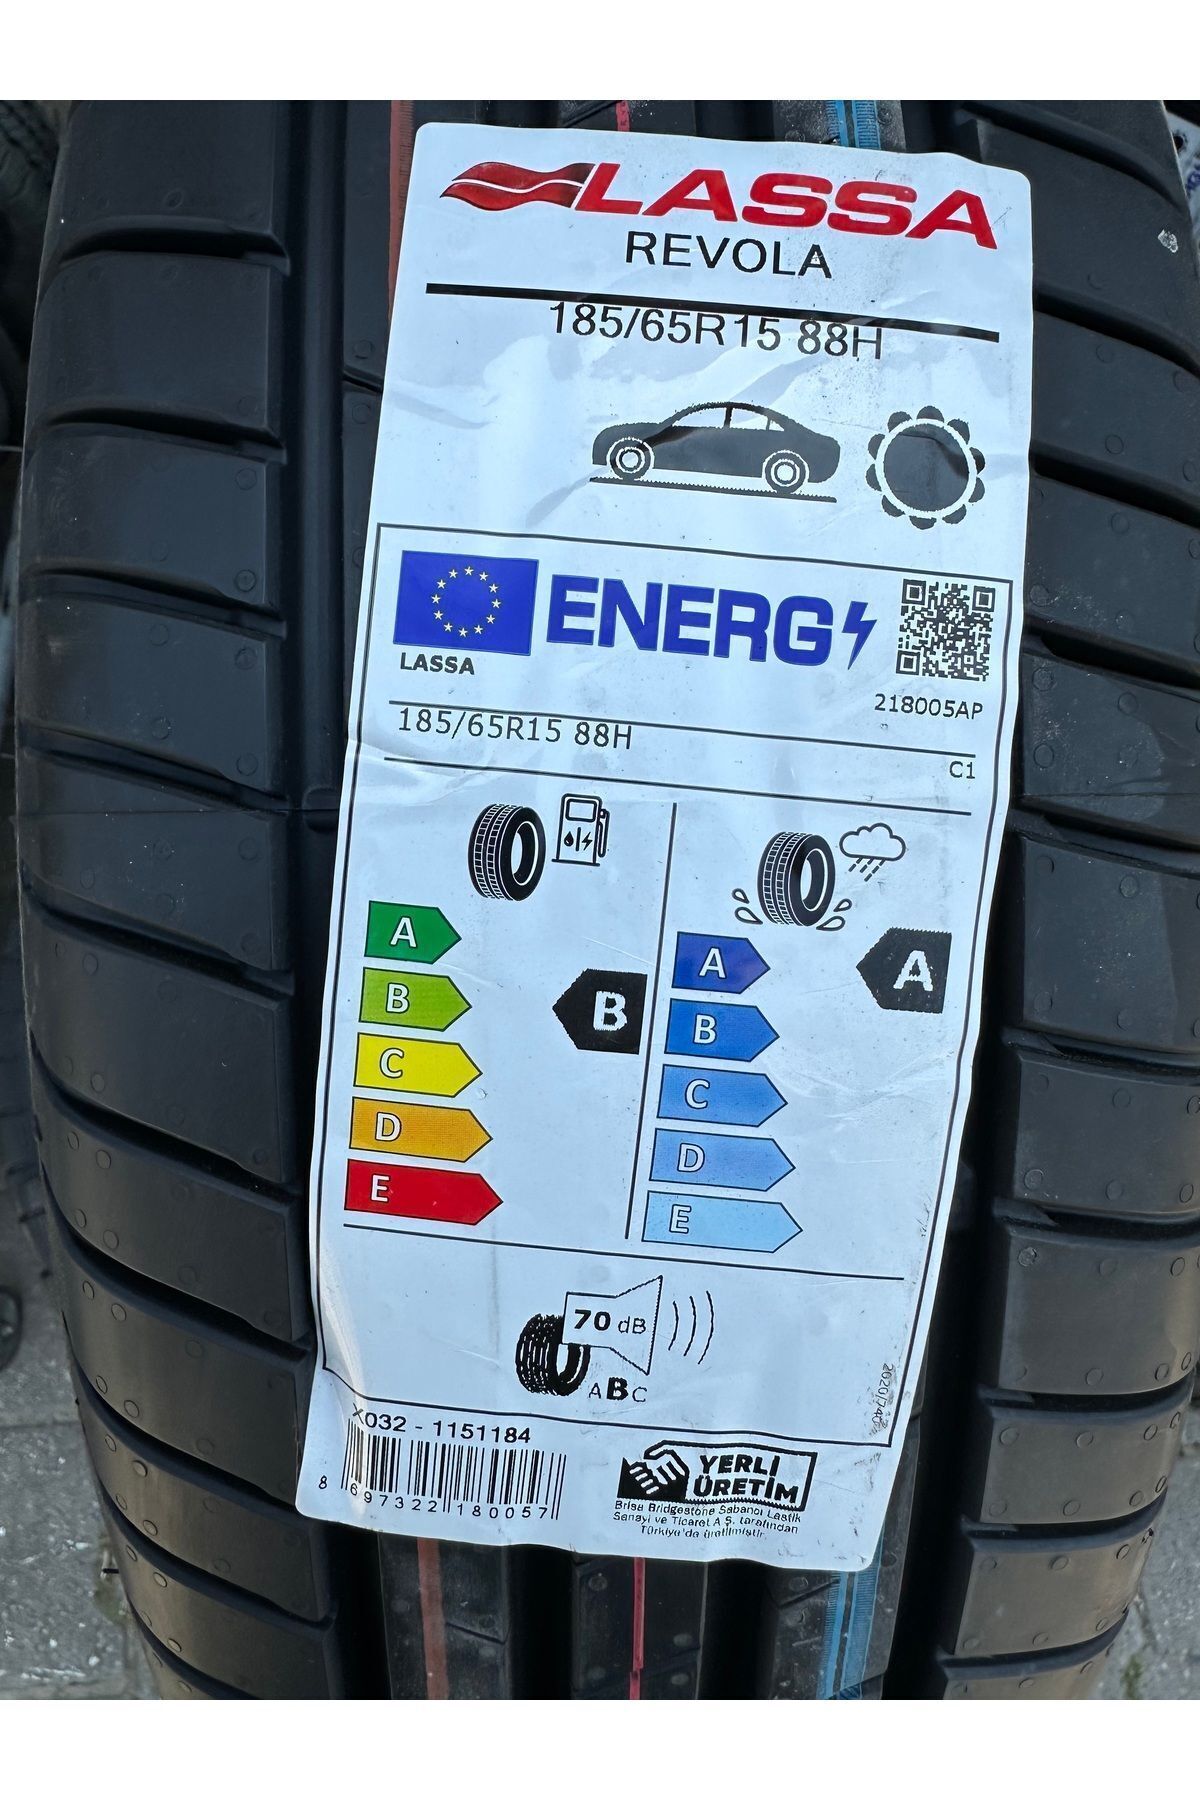 LASSA
REVOLA
185/65R15 88H
ENERG
LASSA
218005AP
185/65R15 88H
C1
A
B
C
D
E
B
A
B
C
D
E
A
70 dB
ABC
2020/740
X032 - 1151184
8 697322 180057
YERLİ
ÜRETİM
Brisa Bridgestone Sabancı Lastik
Sanayi ve Ticaret A.Ş. tarafından
Türkiye'de üretilmiştir.